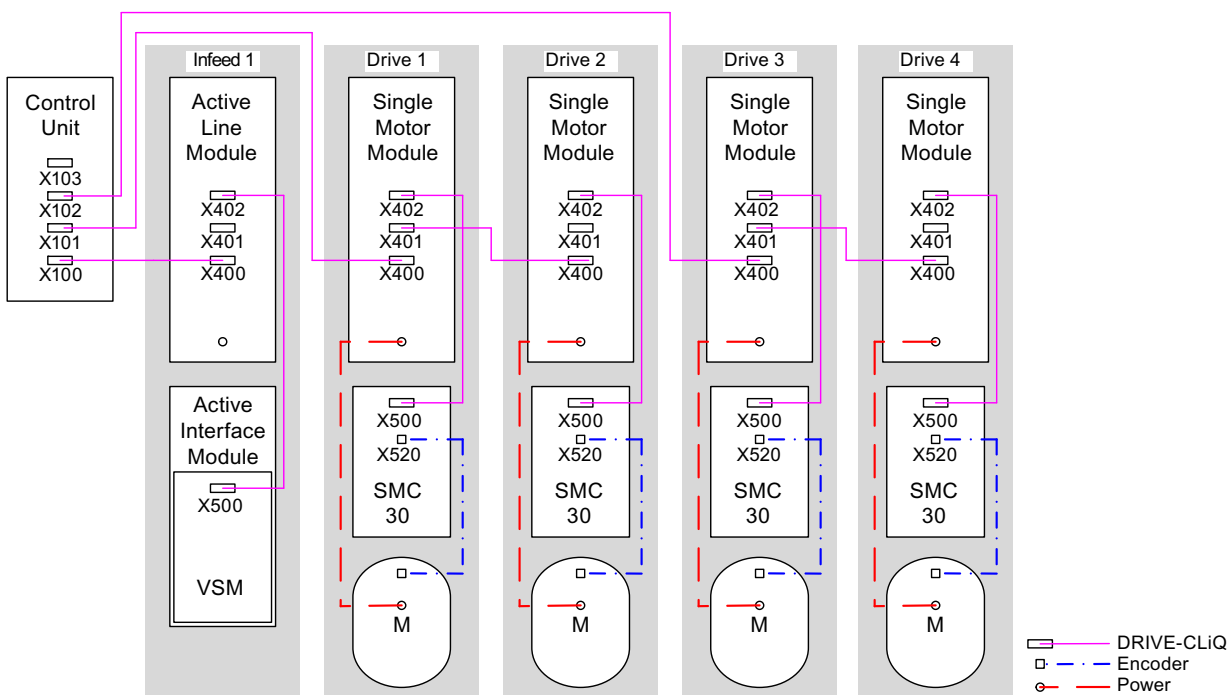 Control
Unit
X103
X102
X101
X100
Infeed 1
Active
Line
Module
X402
X401
X400
Active
Interface
Module
X500
VSM
Drive 1
Single
Motor
Module
X402
X401
X400
X500
X520
SMC
30
M
Drive 2
Single
Motor
Module
X402
X401
X400
X500
X520
SMC
30
M
Drive 3
Single
Motor
Module
X402
X401
X400
X500
X520
SMC
30
M
Drive 4
Single
Motor
Module
X402
X401
X400
X500
X520
SMC
30
M
DRIVE-CLiQ
Encoder
Power